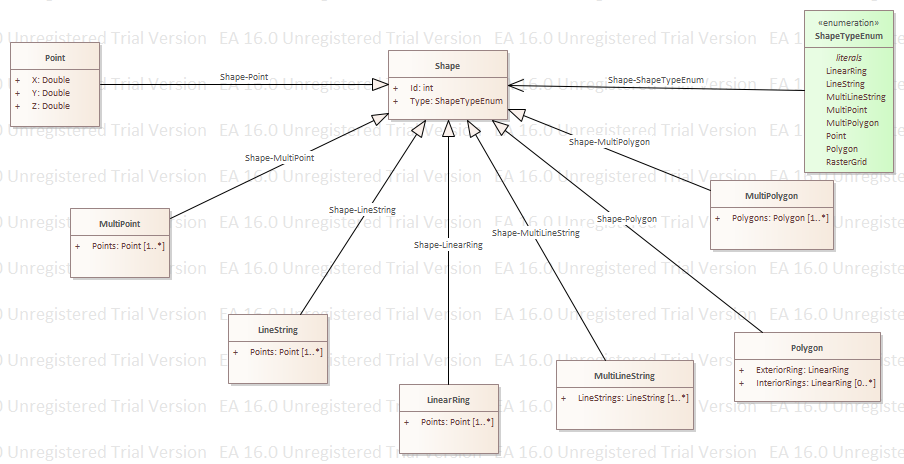 «enumeration»
ShapeTypeEnum
literals
LinearRing
LineString
MultiLineString
MultiPoint
MultiPolygon
Point
Polygon
RasterGrid
Point
+ X: Double
+ Y: Double
+ Z: Double
Shape-Point
Shape
+ Id: int
+ Type: ShapeTypeEnum
Shape-ShapeTypeEnum
Shape-MultiPoint
Shape-MultiPolygon
MultiPolygon
+ Polygons: Polygon [1..*]
MultiPoint
+ Points: Point [1..*]
Shape-LineString
Shape-LinearRing
Shape-MultiLineString
Shape-Polygon
LineString
+ Points: Point [1..*]
Polygon
+ ExteriorRing: LinearRing
+ InteriorRings: LinearRing [0..*]
MultiLineString
+ LineStrings: LineString [1..*]
LinearRing
+ Points: Point [1..*]
EA 16.0 Unregistered Trial Version